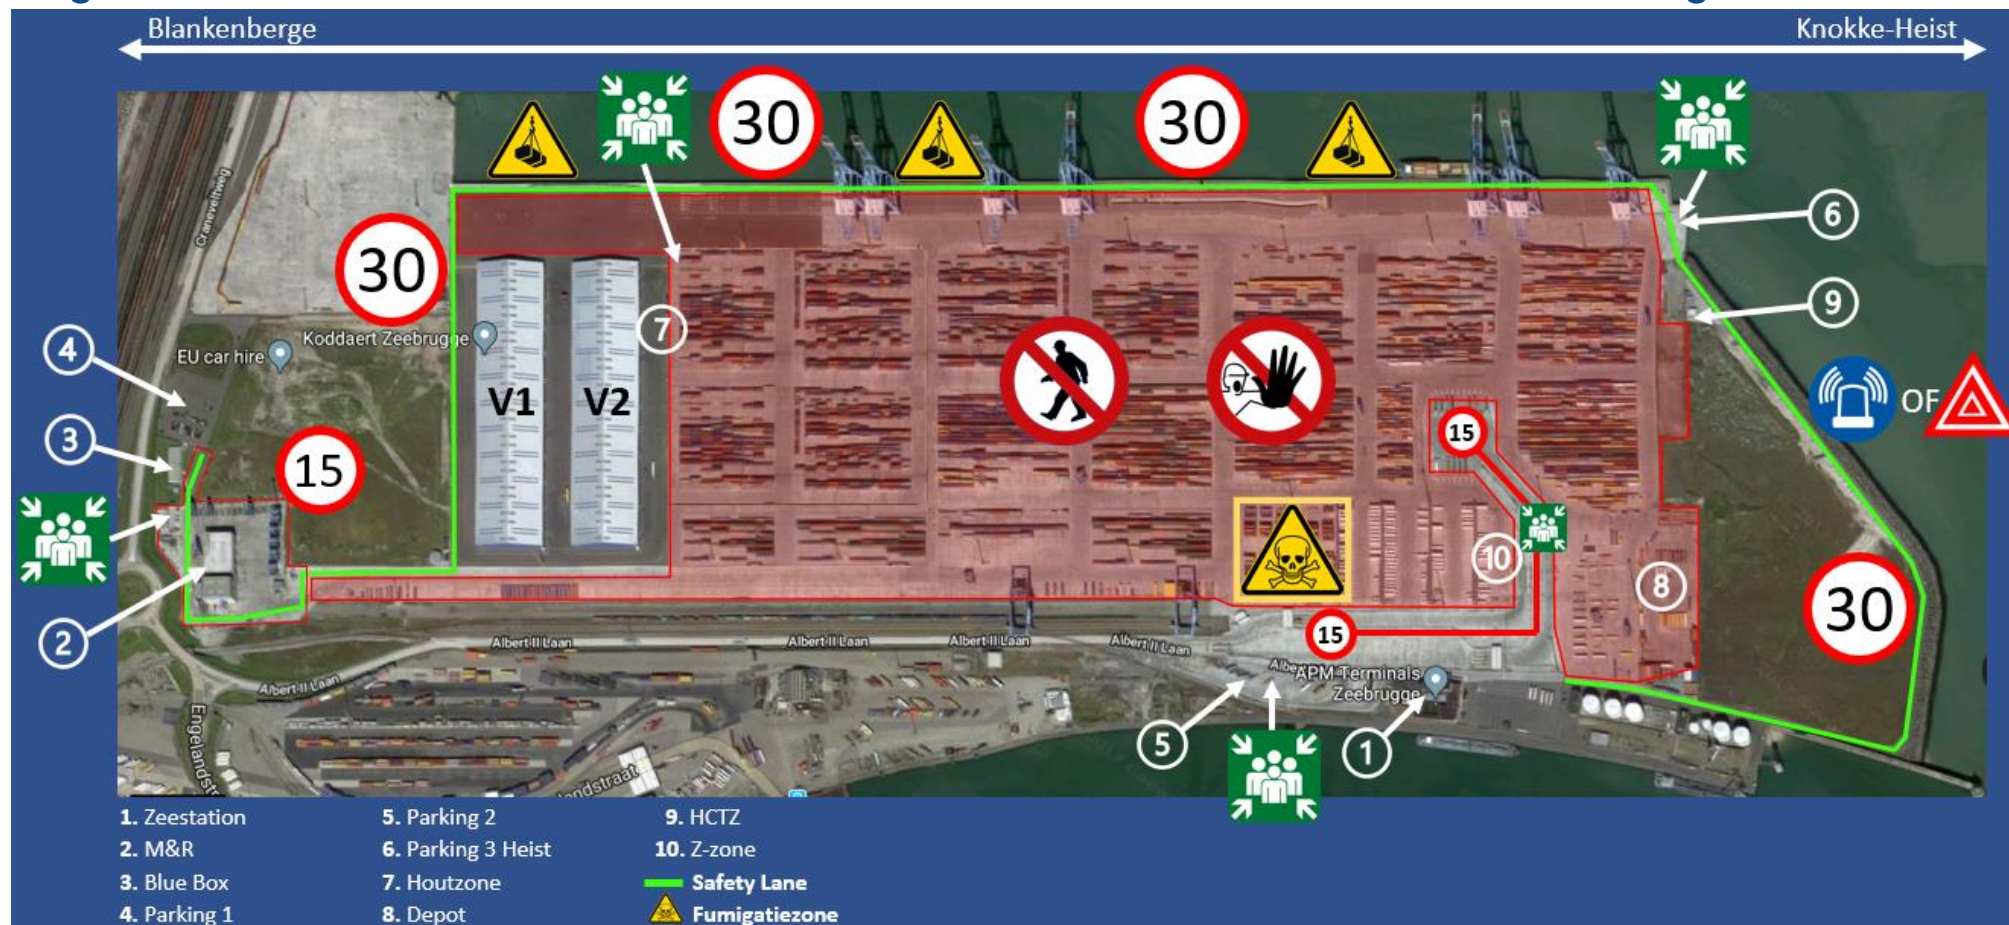 Blankenberge
Knokke-Heist
30
30
30
Craneveltweg
6
9
4
EU car hire
Koddaert Zeebrugge
7
V1
V2
OF
3
15
15
10
8
2
15
30
Albert II Laan
Albert II Laan
Albert II Laan
Albert II Laan
Albert II Laan
APM Terminals
Zeebrugge
5
1
1. Zeestation
2. M&R
3. Blue Box
4. Parking 1
5. Parking 2
6. Parking 3 Heist
7. Houtzone
8. Depot
9. HCTZ
10. Z-zone
Safety Lane
Fumigatiezone